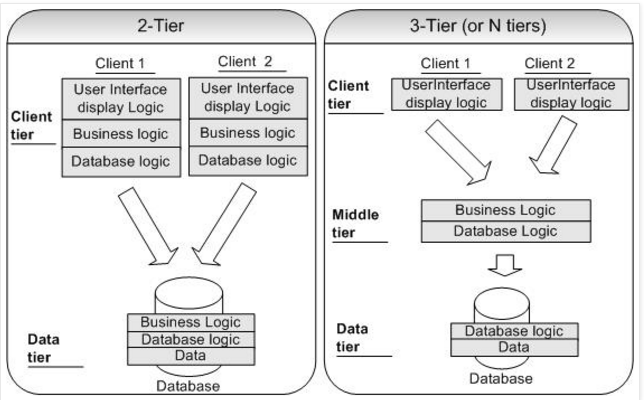 2-Tier
Client 1
Client 2
Client
tier
User Interface
display Logic
Business logic
Database logic
User Interface
display Logic
Business logic
Database logic
Data
tier
Business Logic
Database logic
Data
Database
3-Tier (or N tiers)
Client 1
Client 2
Client
tier
UserInterface
display logic
UserInterface
display logic
Middle
tier
Business Logic
Database Logic
Data
tier
Database logic
Data
Database